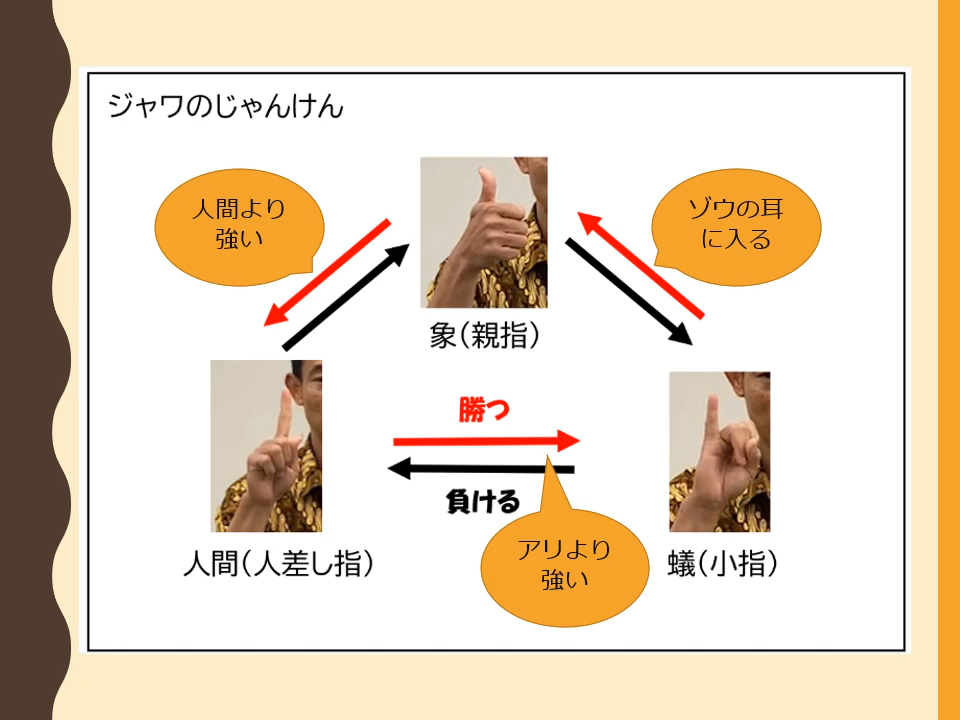 ジャワのじゃんけん
人間より
強い
ゾウの耳
に入る
象(親指)
勝つ
負ける
アリより
強い
人間(人差し指)
蟻(小指)